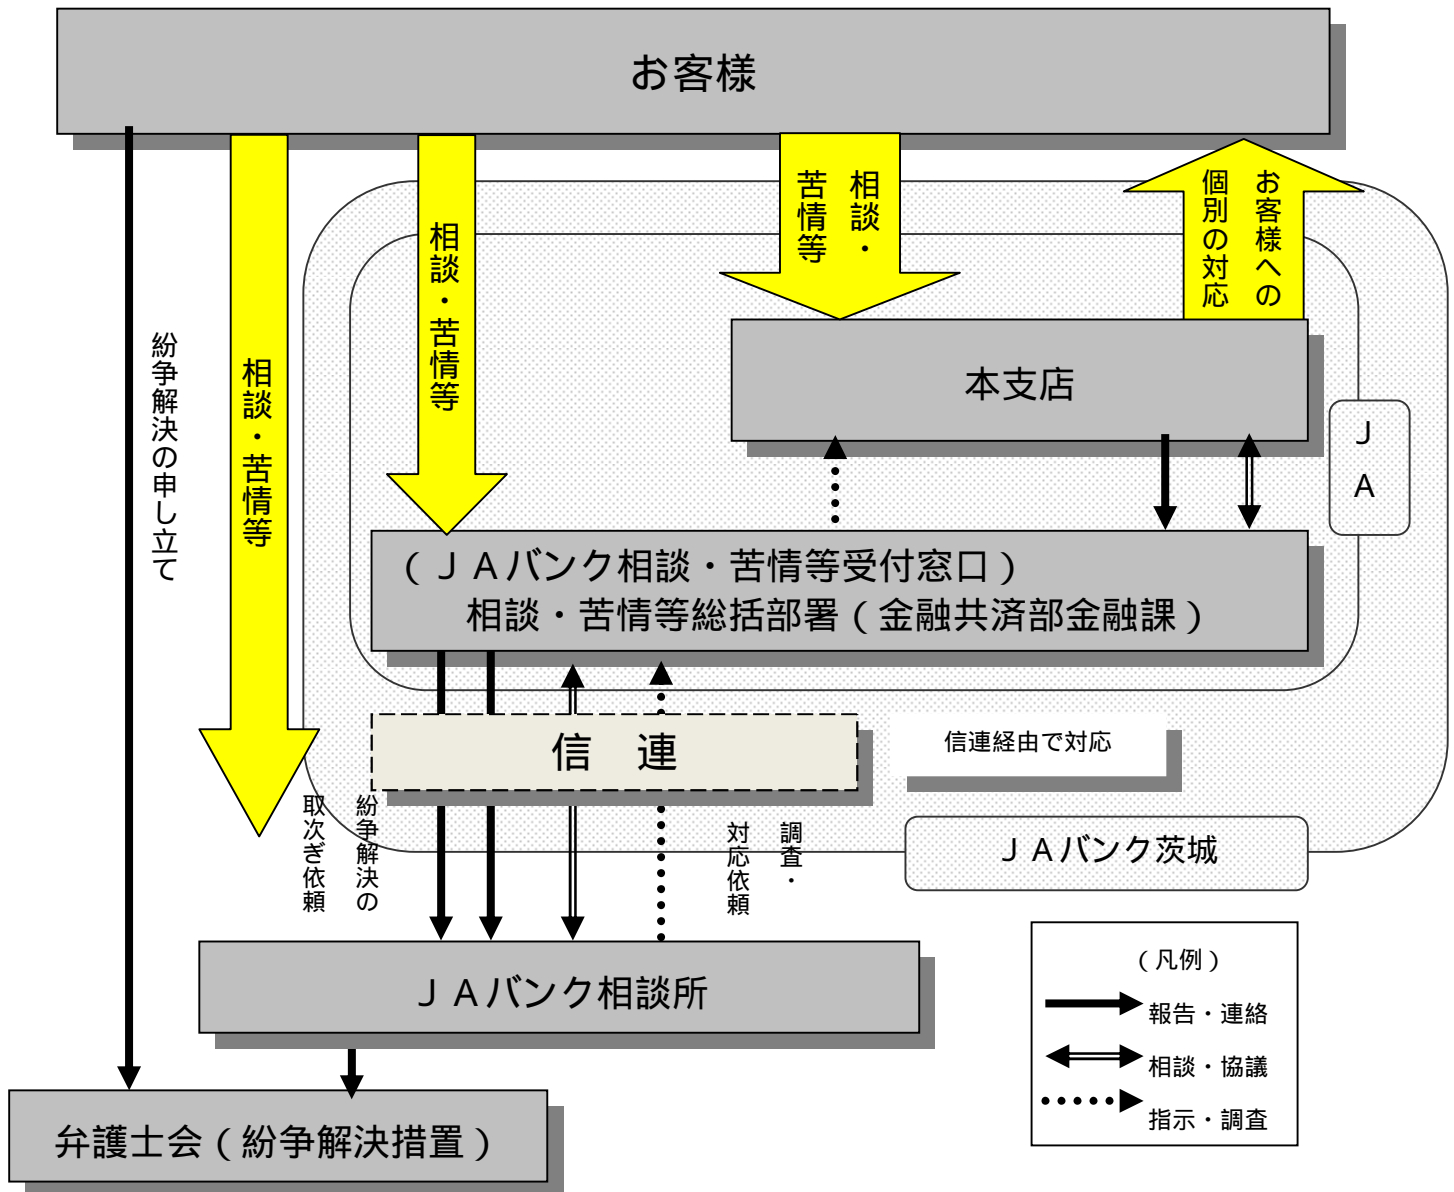 お客様
紛争解決の申し立て
相談・苦情等
相談・苦情等
相談・
苦情等
お客様への
個別の対応
本支店
ＪＡ
（ＪＡバンク相談・苦情等受付窓口）
相談・苦情等総括部署（金融共済部金融課）
信　連
信連経由で対応
紛争解決の
取次ぎ依頼
調査・
対応依頼
ＪＡバンク茨城
ＪＡバンク相談所
弁護士会（紛争解決措置）
（凡例）
報告・連絡
相談・協議
指示・調査